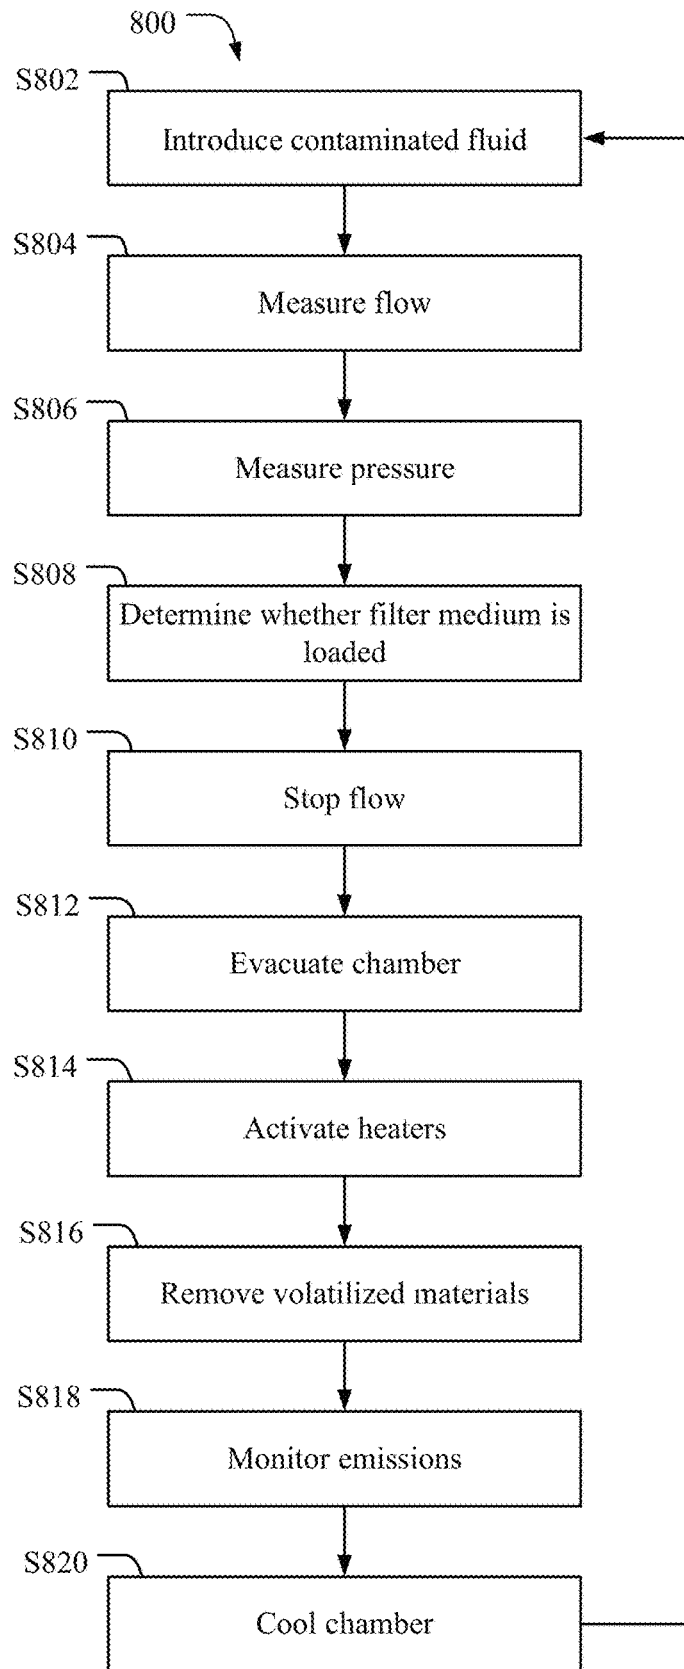 800
S802
Introduce contaminated fluid
S804
Measure flow
S806
Measure pressure
S808
Determine whether filter medium is
loaded
S810
Stop flow
S812
Evacuate chamber
S814
Activate heaters
S816
Remove volatilized materials
S818
Monitor emissions
S820
Cool chamber